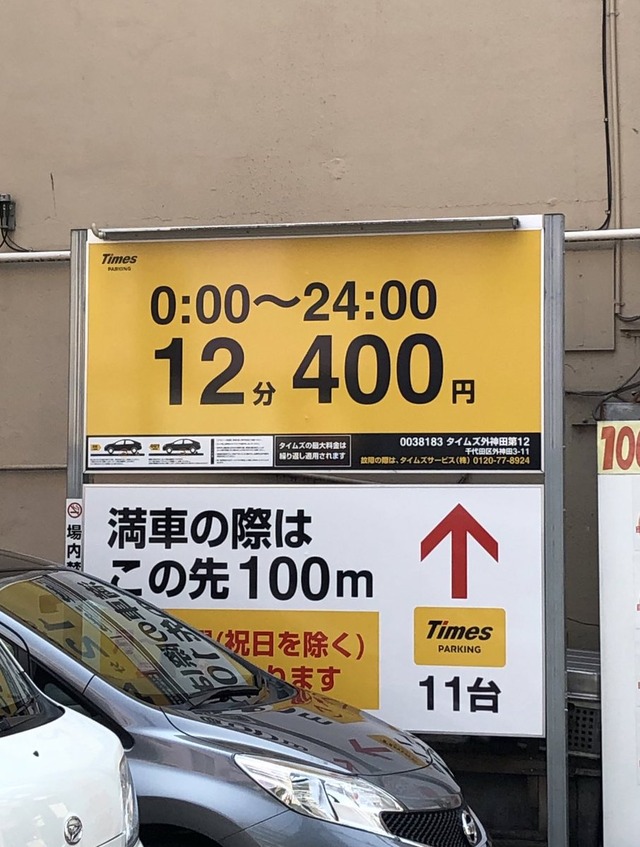 Times
PARKING
0:00〜24:00
12分 400円
タイムズの最大料金は
繰り返し適用されます
0038183 タイムズ外神田第12
千代田区外神田3-11
故障の際は、タイムズサービス(株) 0120-77-8924
満車の際は
この先100m
(祝日を除く)
ります
Times
PARKING
11台
場内禁
100